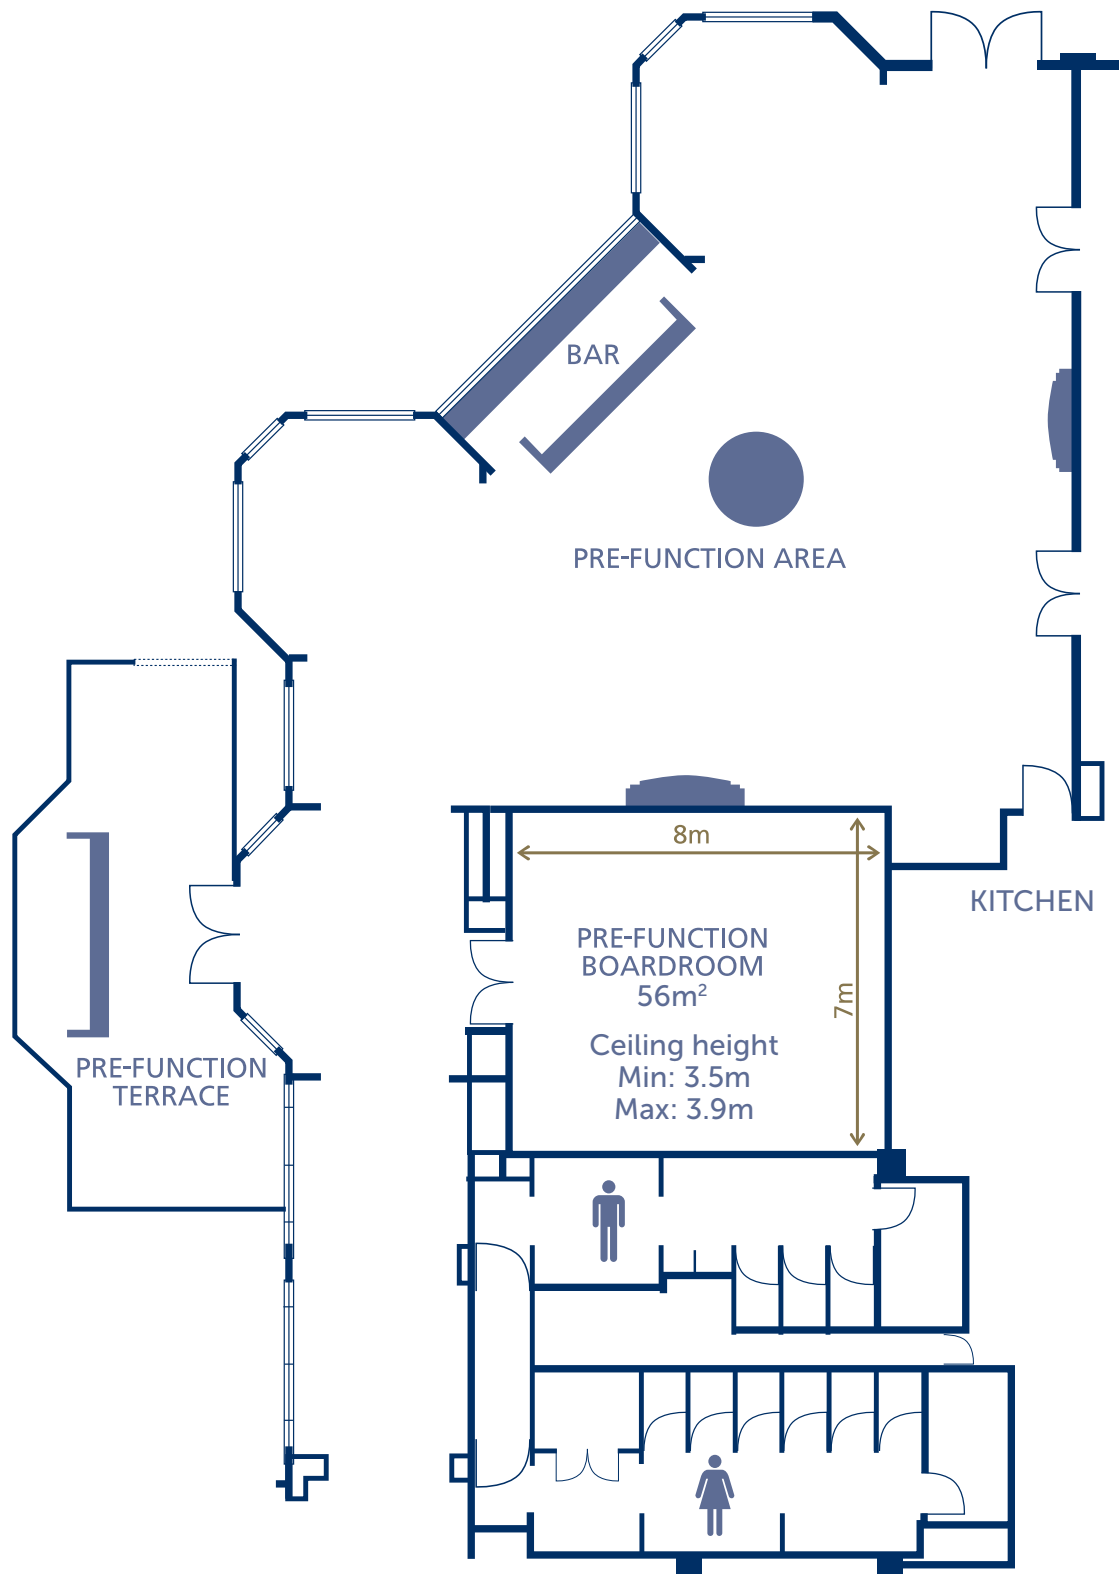 BAR
PRE-FUNCTION AREA
8m
KITCHEN
PRE-FUNCTION
BOARDROOM
56m²
7m
Ceiling height
Min: 3.5m
Max: 3.9m
PRE-FUNCTION
TERRACE